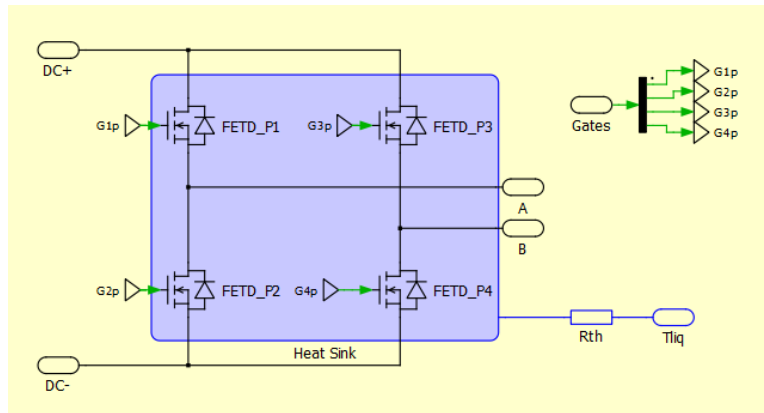 DC+
G1p
FETD_P1
G3p
FETD_P3
Gates
G1p
G2p
G3p
G4p
A
B
G2p
FETD_P2
G4p
FETD_P4
Heat Sink
Rth
Tliq
DC-